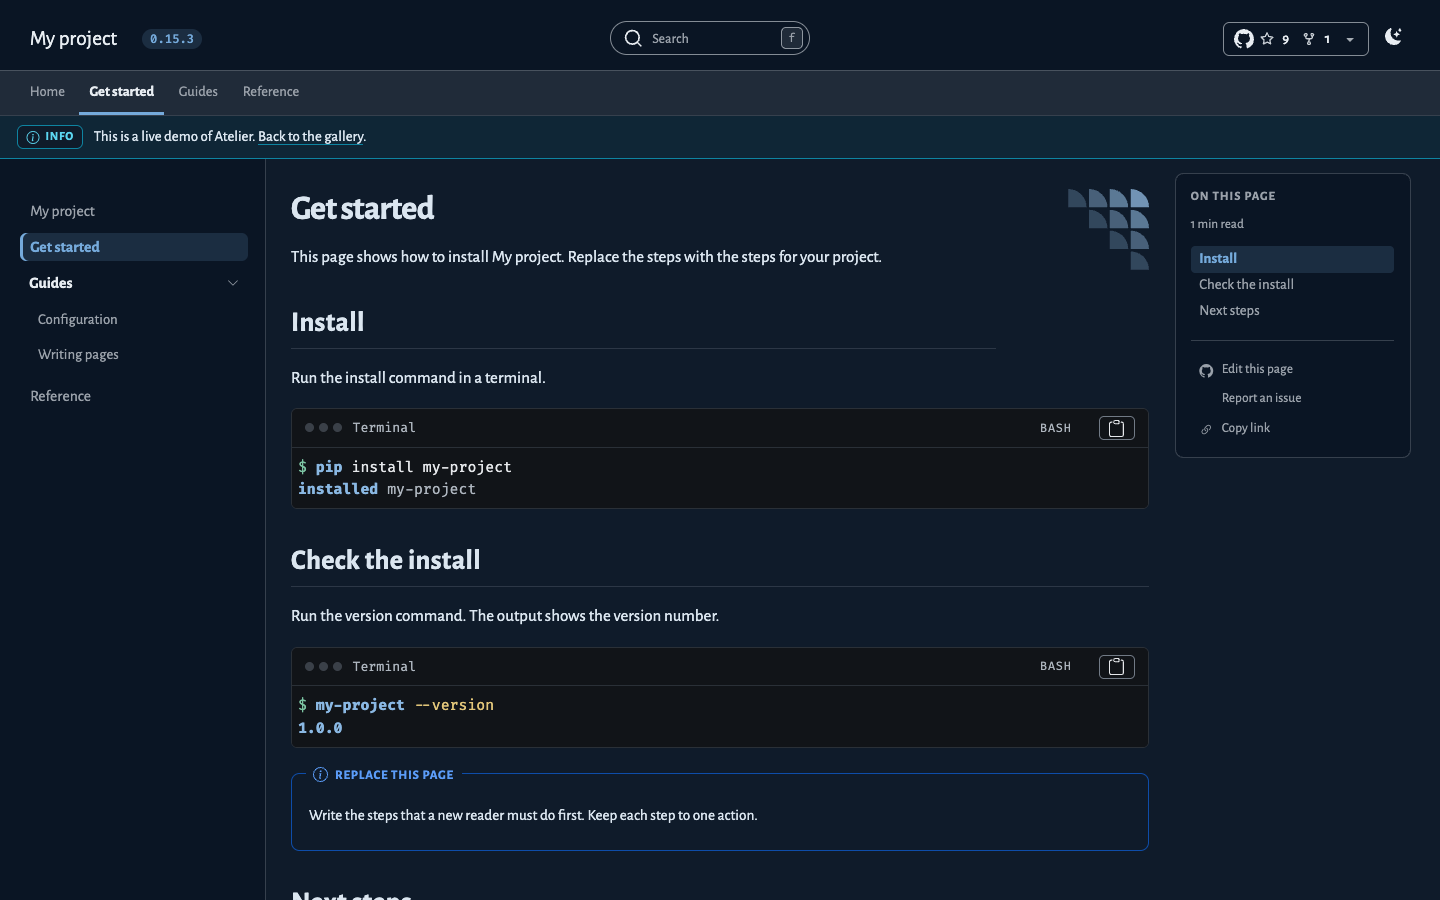 My project
0.15.3
Search
f
9
1
Home
Get started
Guides
Reference
INFO
This is a live demo of Atelier. Back to the gallery.
My project
Get started
Guides
Configuration
Writing pages
Reference
Get started
This page shows how to install My project. Replace the steps with the steps for your project.
Install
Run the install command in a terminal.
Terminal
BASH
$ pip install my-project
installed my-project
Check the install
Run the version command. The output shows the version number.
Terminal
BASH
$ my-project --version
1.0.0
REPLACE THIS PAGE
Write the steps that a new reader must do first. Keep each step to one action.
Next steps
ON THIS PAGE
1 min read
Install
Check the install
Next steps
Edit this page
Report an issue
Copy link